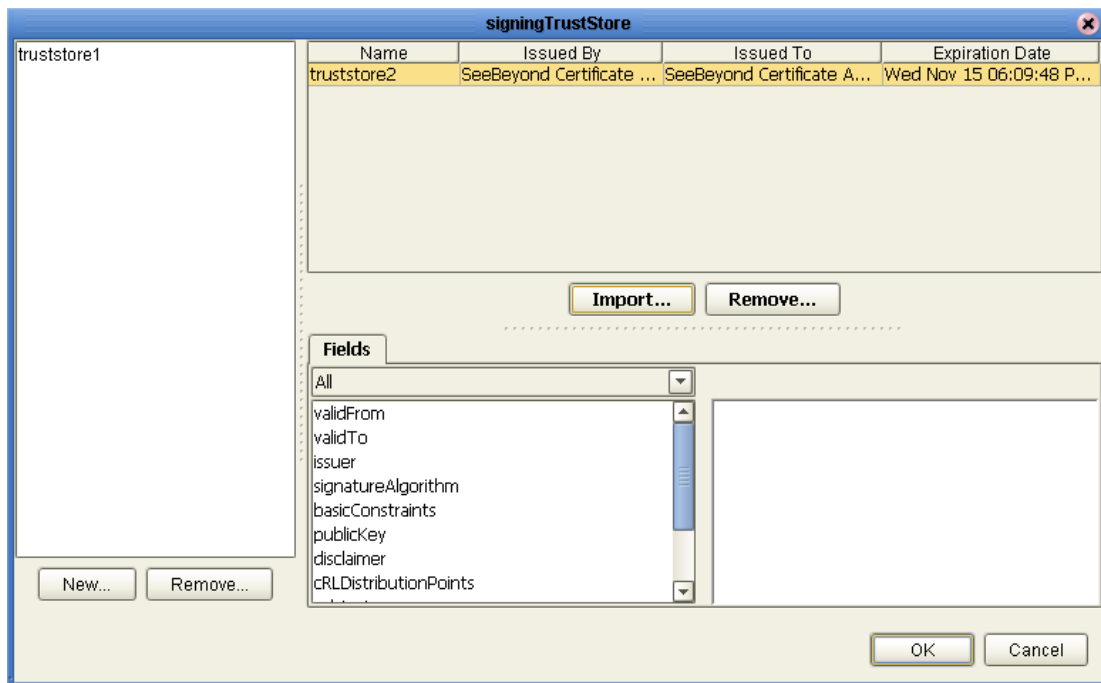 signingTrustStore
truststore1
Name Issued By Issued To Expiration Date
truststore2 SeeBeyond Certificate ... SeeBeyond Certificate A... Wed Nov 15 06:09:48 P...
Import... Remove...
Fields
All
validFrom
validTo
issuer
signatureAlgorithm
basicConstraints
publicKey
disclaimer
cRLDistributionPoints
New... Remove...
OK Cancel